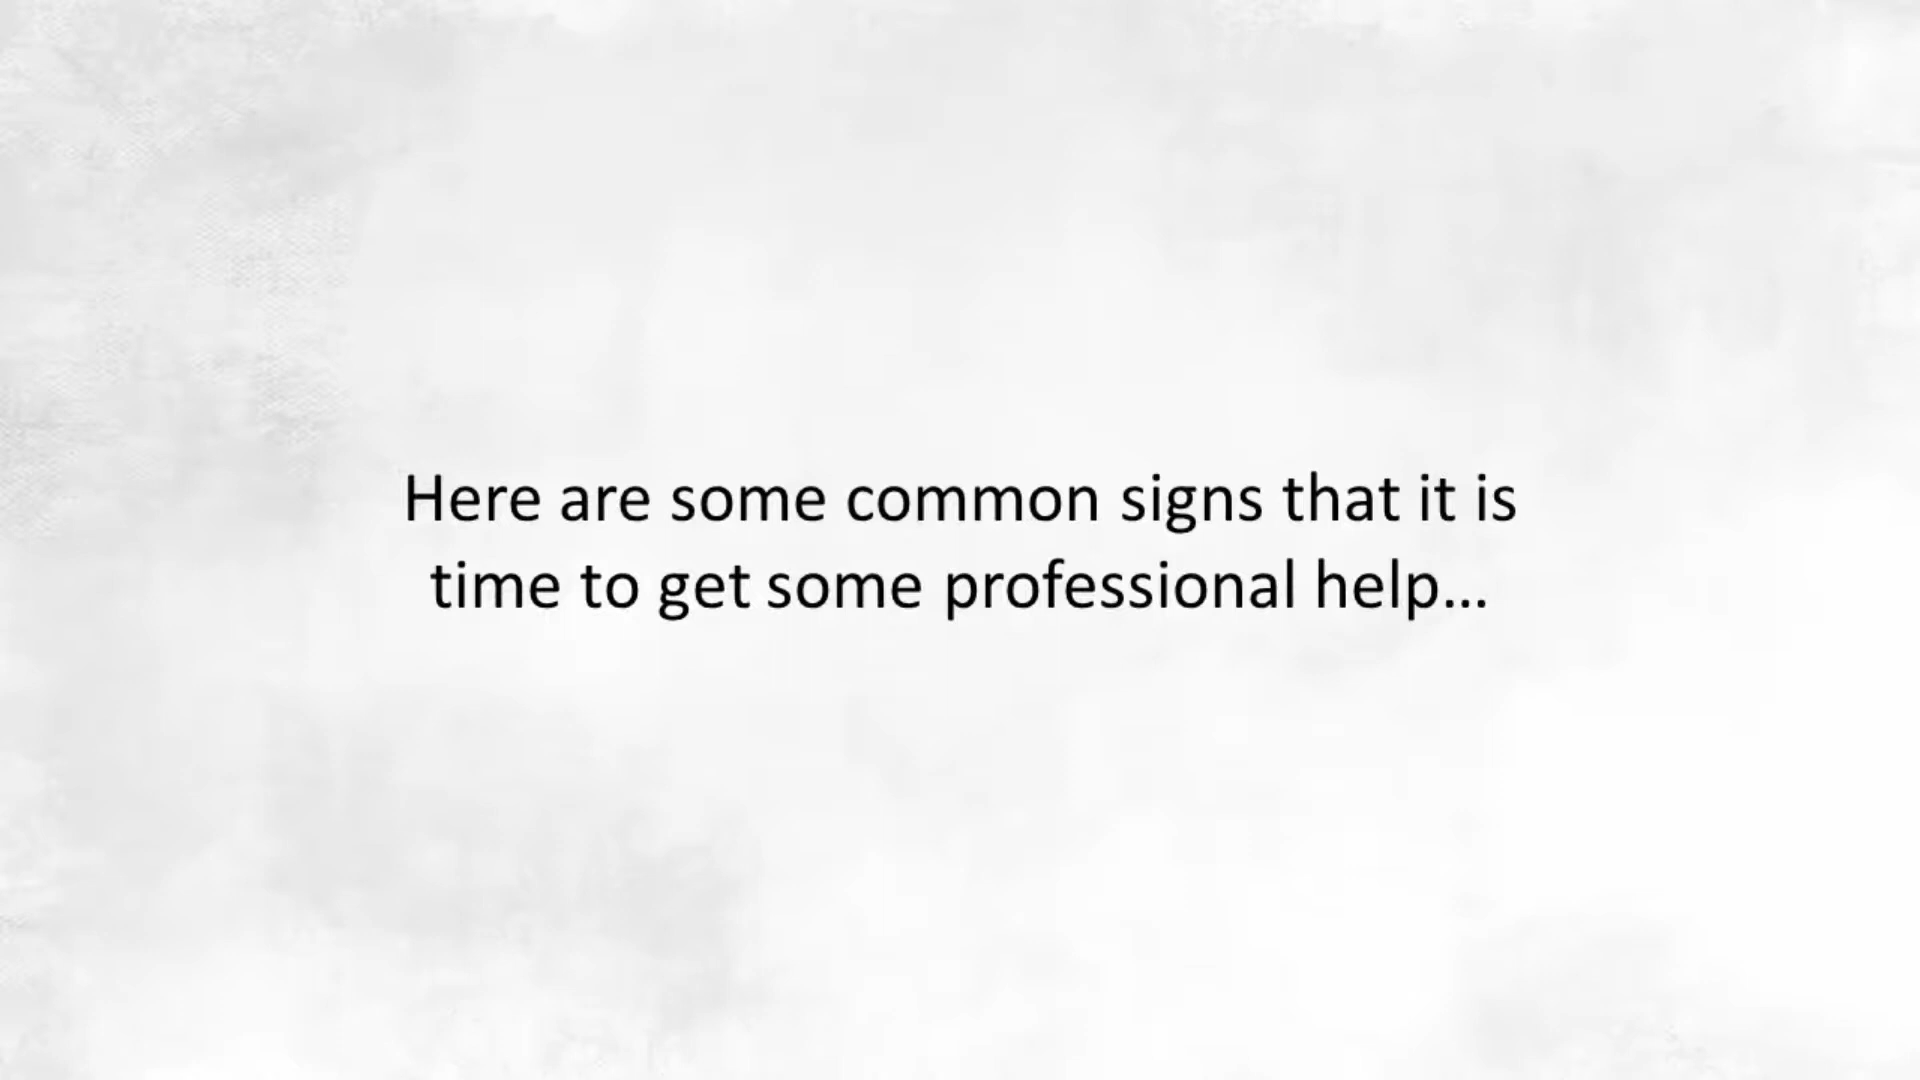 Here are some common signs that it is
time to get some professional help...